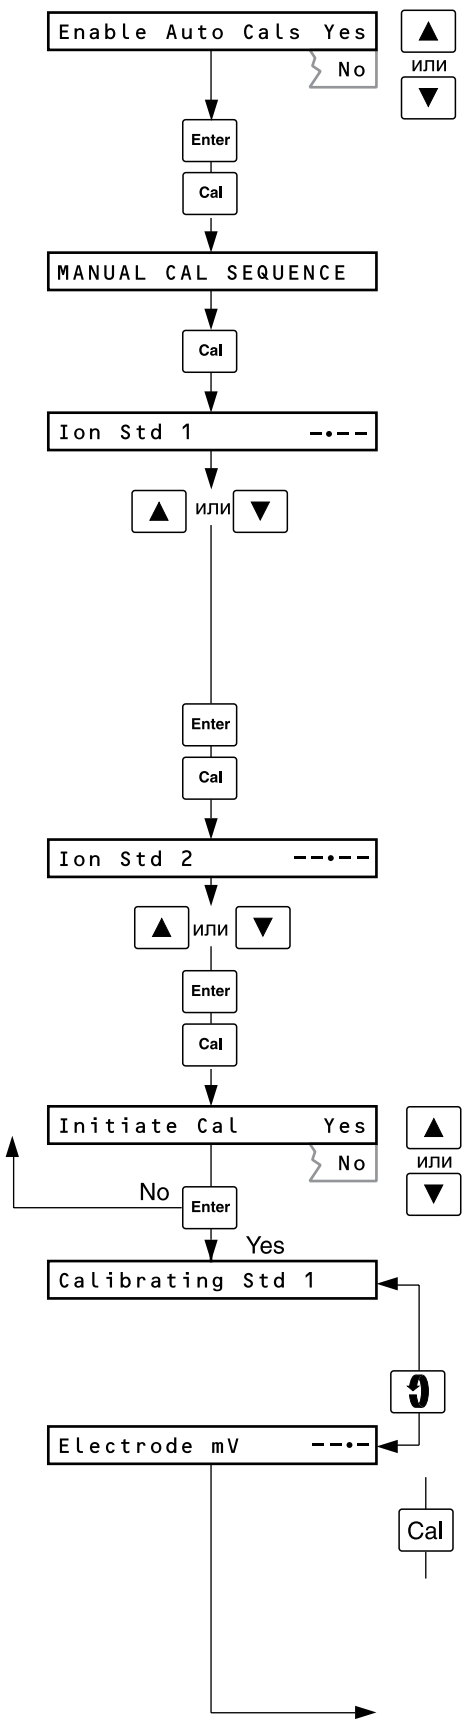 Enable Auto Cals Yes
No
или
Enter
Cal
MANUAL CAL SEQUENCE
Cal
Ion Std 1 –.––
или
Enter
Cal
Ion Std 2 ––.––
или
Enter
Cal
Initiate Cal Yes
No
или
No
Enter
Yes
Calibrating Std 1
Electrode mV ––.–
Cal